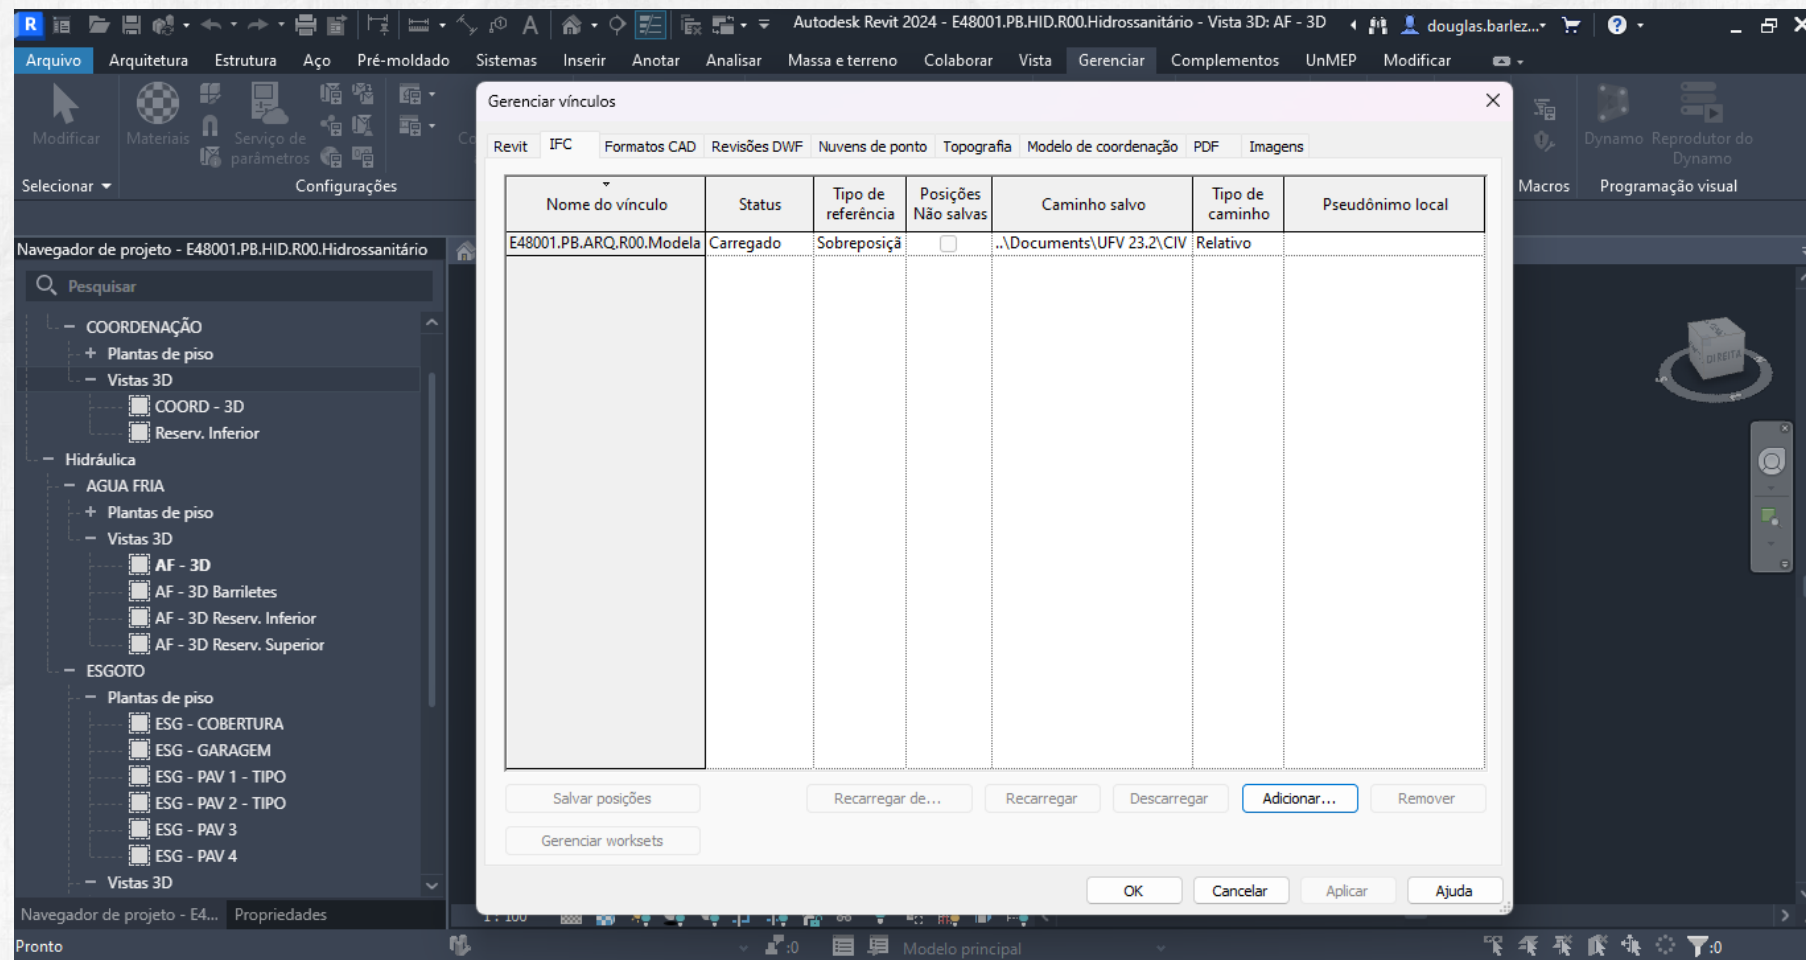 R
A
Autodesk Revit 2024 - E48001.PB.HID.R00.Hidrossanitário - Vista 3D: AF - 3D
douglas.barlez...
?
Arquivo Arquitetura Estrutura Aço Pré-moldado Sistemas Inserir Anotar Analisar Massa e terreno Colaborar Vista Gerenciar Complementos UnMEP Modificar
Modificar
Materiais
Serviço de
parâmetros
Dynamo
Reprodutor do
Dynamo
Selecionar
Configurações
Macros
Programação visual
Gerenciar vínculos
Revit IFC Formatos CAD Revisões DWF Nuvens de ponto Topografia Modelo de coordenação PDF Imagens
Nome do vínculo
Status
Tipo de
referência
Posições
Não salvas
Caminho salvo
Tipo de
caminho
Pseudônimo local
E48001.PB.ARQ.R00.Modela Carregado Sobreposiçã ..\Documents\UFV 23.2\CIV Relativo
Salvar posições
Recarregar de...
Recarregar
Descarregar
Adicionar...
Remover
Gerenciar worksets
OK
Cancelar
Aplicar
Ajuda
Navegador de projeto - E48001.PB.HID.R00.Hidrossanitário
Pesquisar
COORDENAÇÃO
Plantas de piso
Vistas 3D
COORD - 3D
Reserv. Inferior
Hidráulica
AGUA FRIA
Plantas de piso
Vistas 3D
AF - 3D
AF - 3D Barriletes
AF - 3D Reserv. Inferior
AF - 3D Reserv. Superior
ESGOTO
Plantas de piso
ESG - COBERTURA
ESG - GARAGEM
ESG - PAV 1 - TIPO
ESG - PAV 2 - TIPO
ESG - PAV 3
ESG - PAV 4
Vistas 3D
Navegador de projeto - E4... Propriedades
DIREITA
1 : 100
Pronto
:0
Modelo principal
:0